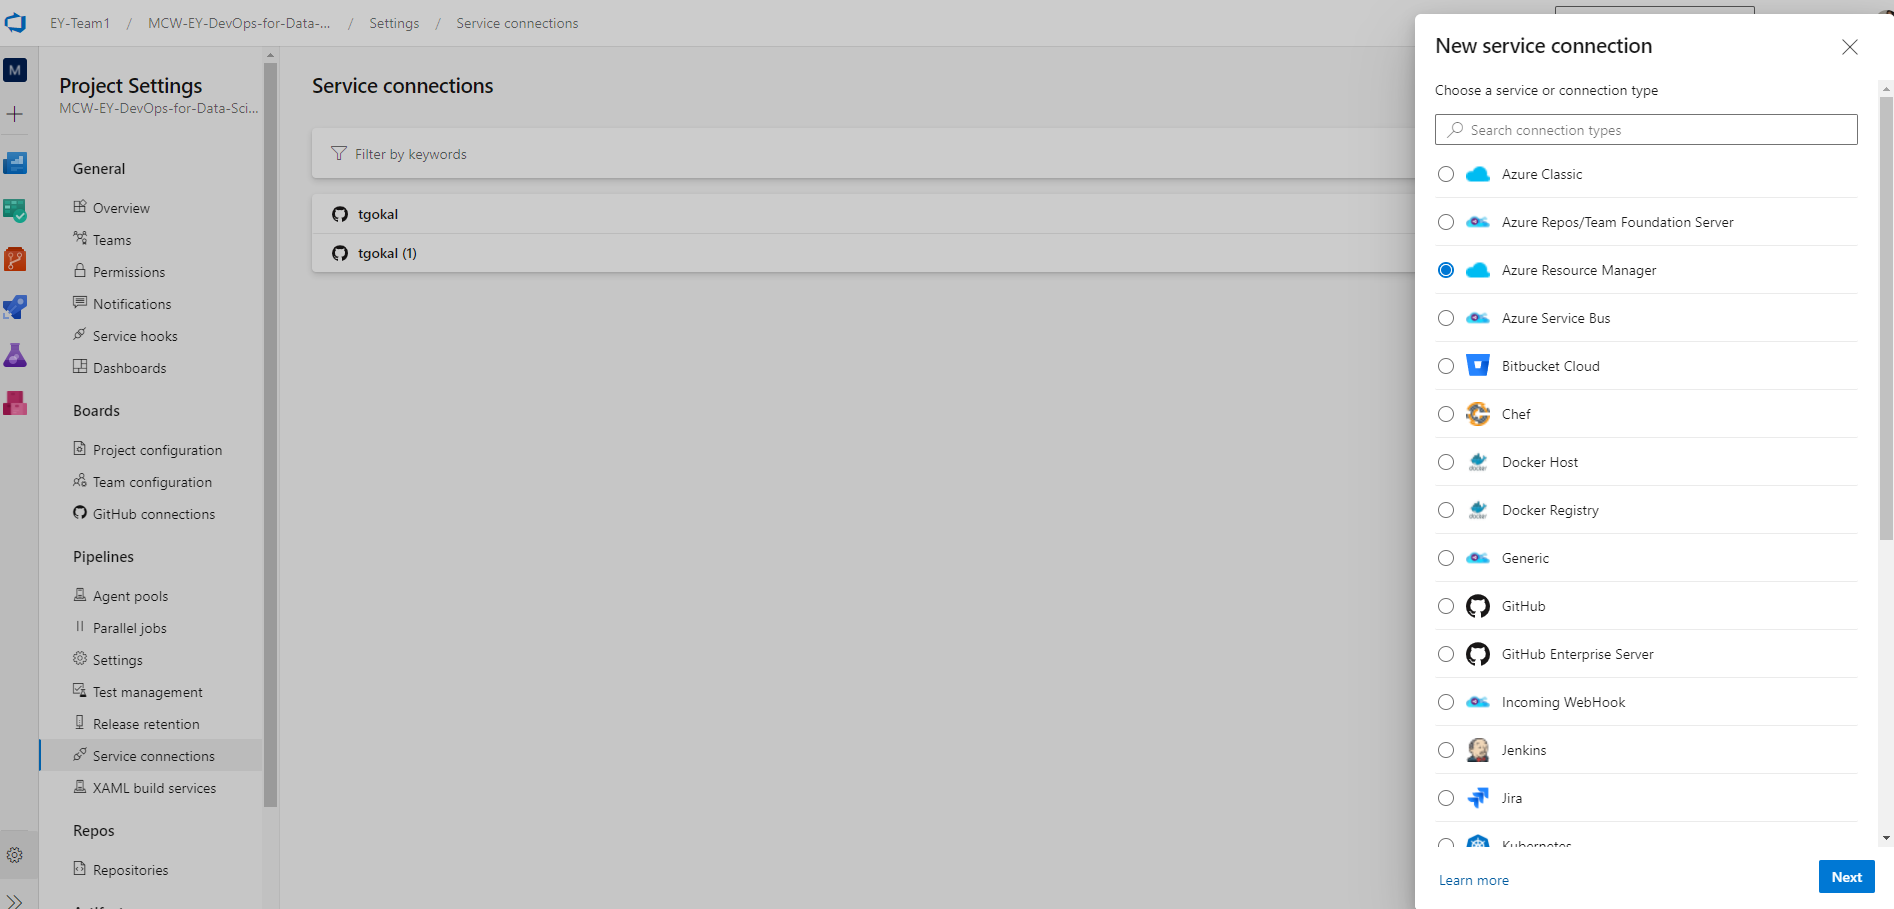 EY-Team1 / MCW-EY-DevOps-for-Data-... / Settings / Service connections
M
Project Settings
MCW-EY-DevOps-for-Data-Sci...
General
Overview
Teams
Permissions
Notifications
Service hooks
Dashboards
Boards
Project configuration
Team configuration
GitHub connections
Pipelines
Agent pools
Parallel jobs
Settings
Test management
Release retention
Service connections
XAML build services
Repos
Repositories
Service connections
Filter by keywords
tgokal
tgokal (1)
New service connection
Choose a service or connection type
Search connection types
Azure Classic
Azure Repos/Team Foundation Server
Azure Resource Manager
Azure Service Bus
Bitbucket Cloud
Chef
Docker Host
Docker Registry
Generic
GitHub
GitHub Enterprise Server
Incoming WebHook
Jenkins
Jira
Kubernetes
Learn more
Next